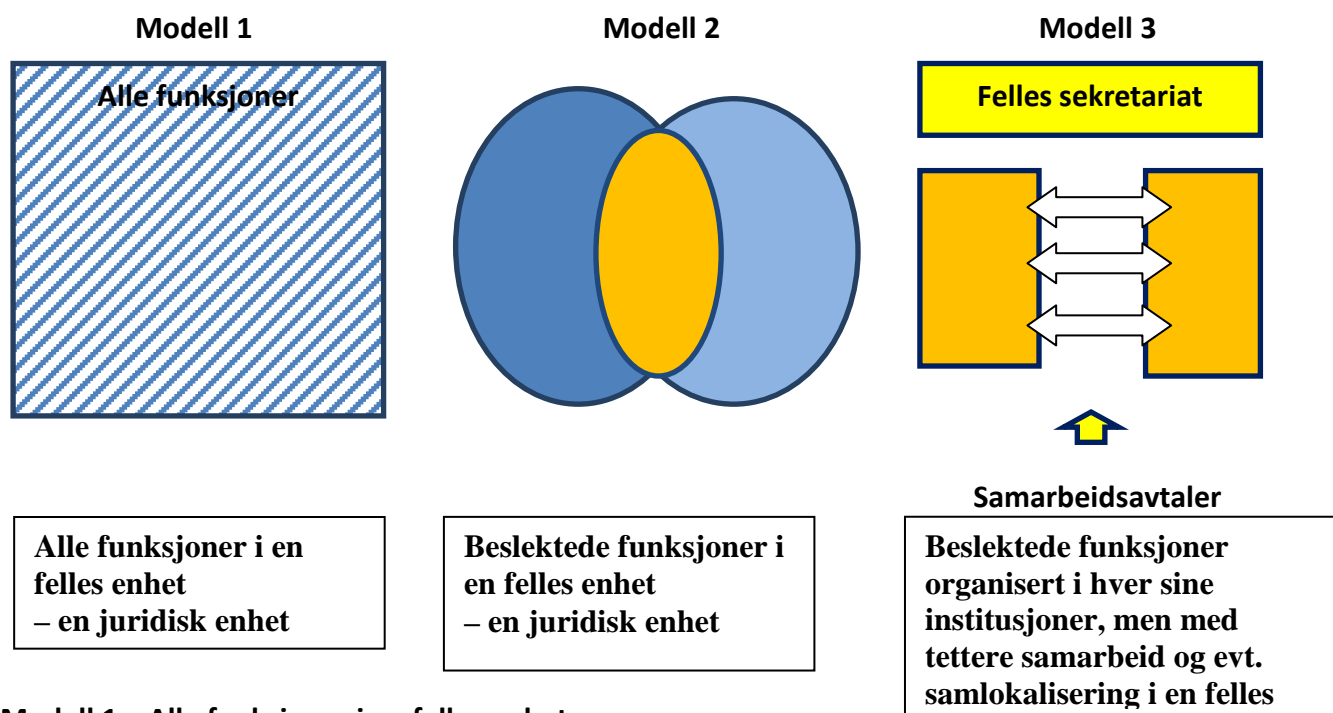 Modell 1
Modell 2
Modell 3
Alle funksjoner
Felles sekretariat
Samarbeidsavtaler
Alle funksjoner i en
felles enhet
– en juridisk enhet
Beslektede funksjoner i
en felles enhet
– en juridisk enhet
Beslektede funksjoner
organisert i hver sine
institusjoner, men med
tettere samarbeid og evt.
samlokalisering i en felles